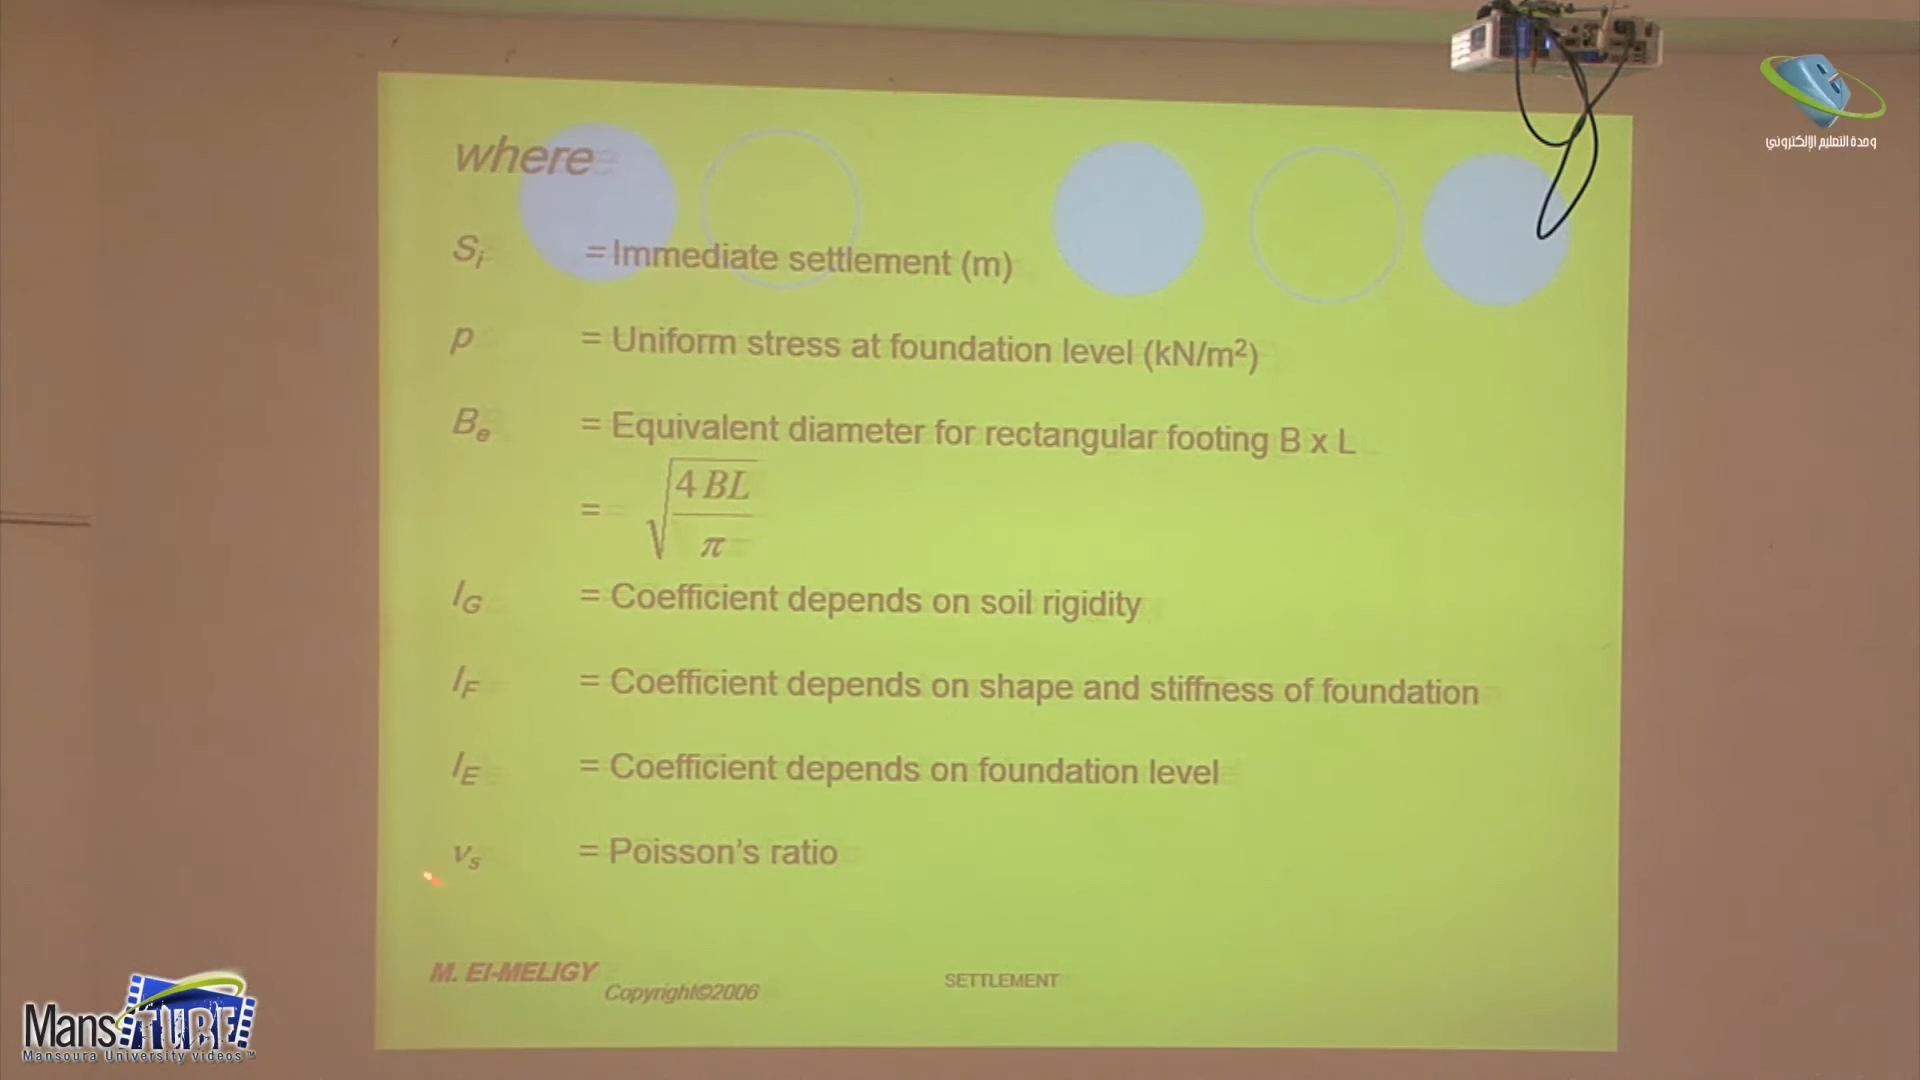 where
Si = Immediate settlement (m)
p = Uniform stress at foundation level (kN/m²)
Be = Equivalent diameter for rectangular footing B x L
= √(4 BL / π)
IG = Coefficient depends on soil rigidity
IF = Coefficient depends on shape and stiffness of foundation
IE = Coefficient depends on foundation level
νs = Poisson's ratio
M. El-MELIGY
Copyright©2006
SETTLEMENT
وحدة التعليم الإلكتروني
Mans TUBE
Mansoura University videos™